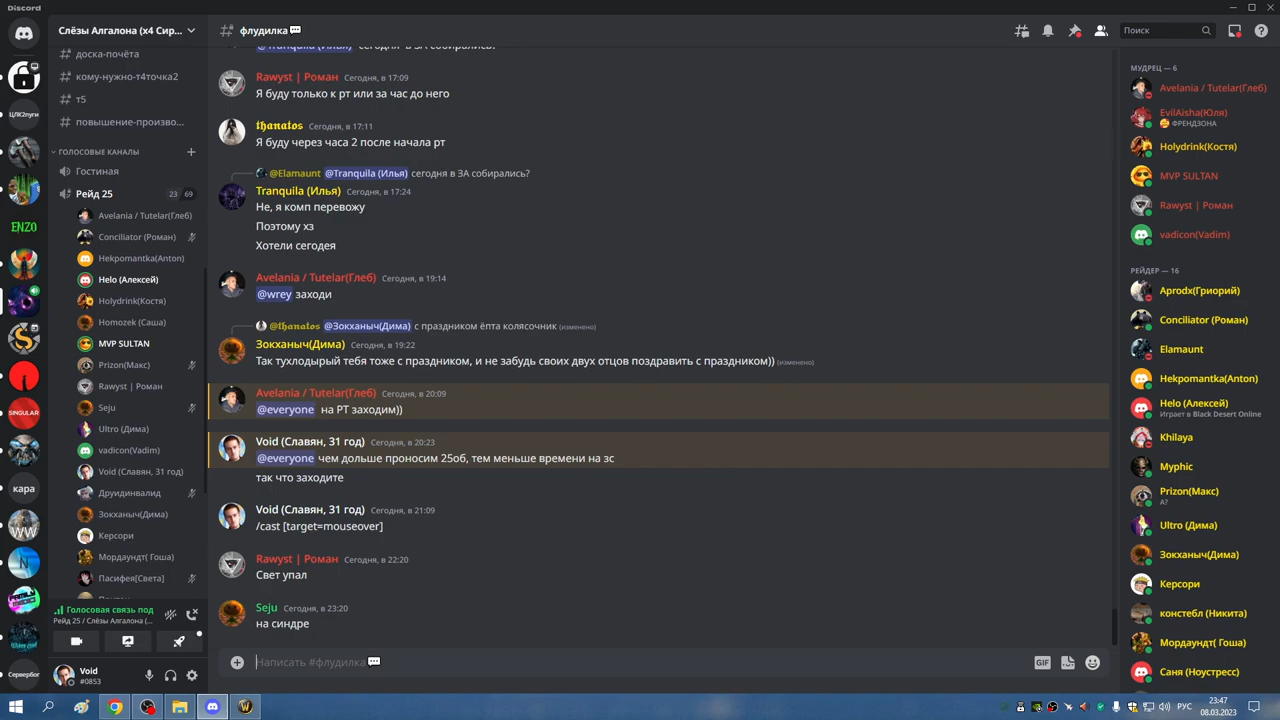 Discord
Слёзы Алгалона (x4 Сир...
доска-почёта
кому-нужно-т4точка2
т5
повышение-произво...
ГОЛОСОВЫЕ КАНАЛЫ
Гостиная
Рейд 25 23 69
Avelania / Tutelar(Глеб)
Conciliator (Роман)
Hekpomantka(Anton)
Helo (Алексей)
Holydrink(Костя)
Homozek (Саша)
MVP SULTAN
Prizon(Макс)
Rawyst | Роман
Seju
Ultro (Дима)
vadicon(Vadim)
Void (Славян, 31 год)
Друидинвалид
Зокханыч(Дима)
Керсори
Мордаундт( Гоша)
Пасифея[Света]
Голосовая связь под
Рейд 25 / Слёзы Алгалона (...
Void
#0853
ЦЛК2пуги
ENZO
SINGULAR
кара
WW
N
Сервербог
флудилка💬
Поиск
@Tranquila (Илья) сегодня в ЗА собирались?
Rawyst | Роман Сегодня, в 17:09
Я буду только к рт или за час до него
thanatos Сегодня, в 17:11
Я буду через часа 2 после начала рт
@Elamaunt @Tranquila (Илья) сегодня в ЗА собирались?
Tranquila (Илья) Сегодня, в 17:24
Не, я комп перевожу
Поэтому хз
Хотели сегодея
Avelania / Tutelar(Глеб) Сегодня, в 19:14
@wrey заходи
@thanatos @Зокханыч(Дима) с праздником ёпта колясочник (изменено)
Зокханыч(Дима) Сегодня, в 19:22
Так тухлодырый тебя тоже с праздником, и не забудь своих двух отцов поздравить с праздником)) (изменено)
Avelania / Tutelar(Глеб) Сегодня, в 20:09
@everyone на РТ заходим))
Void (Славян, 31 год) Сегодня, в 20:23
@everyone чем дольше проносим 25об, тем меньше времени на зс
так что заходите
Void (Славян, 31 год) Сегодня, в 21:09
/cast [target=mouseover]
Rawyst | Роман Сегодня, в 22:20
Свет упал
Seju Сегодня, в 23:20
на синдре
Написать #флудилка💬
GIF
МУДРЕЦ — 6
Avelania / Tutelar(Глеб)
EvilAisha(Юля)
🥰 ФРЕНДЗОНА
Holydrink(Костя)
MVP SULTAN
Rawyst | Роман
vadicon(Vadim)
РЕЙДЕР — 16
Aprodx(Гриорий)
Conciliator (Роман)
Elamaunt
Hekpomantka(Anton)
Helo (Алексей)
Играет в Black Desert Online
Khilaya
Myphic
Prizon(Макс)
А?
Ultro (Дима)
Зокханыч(Дима)
Керсори
констебл (Никита)
Мордаундт( Гоша)
Саня (Ноустресс)
РУС
23:47
08.03.2023